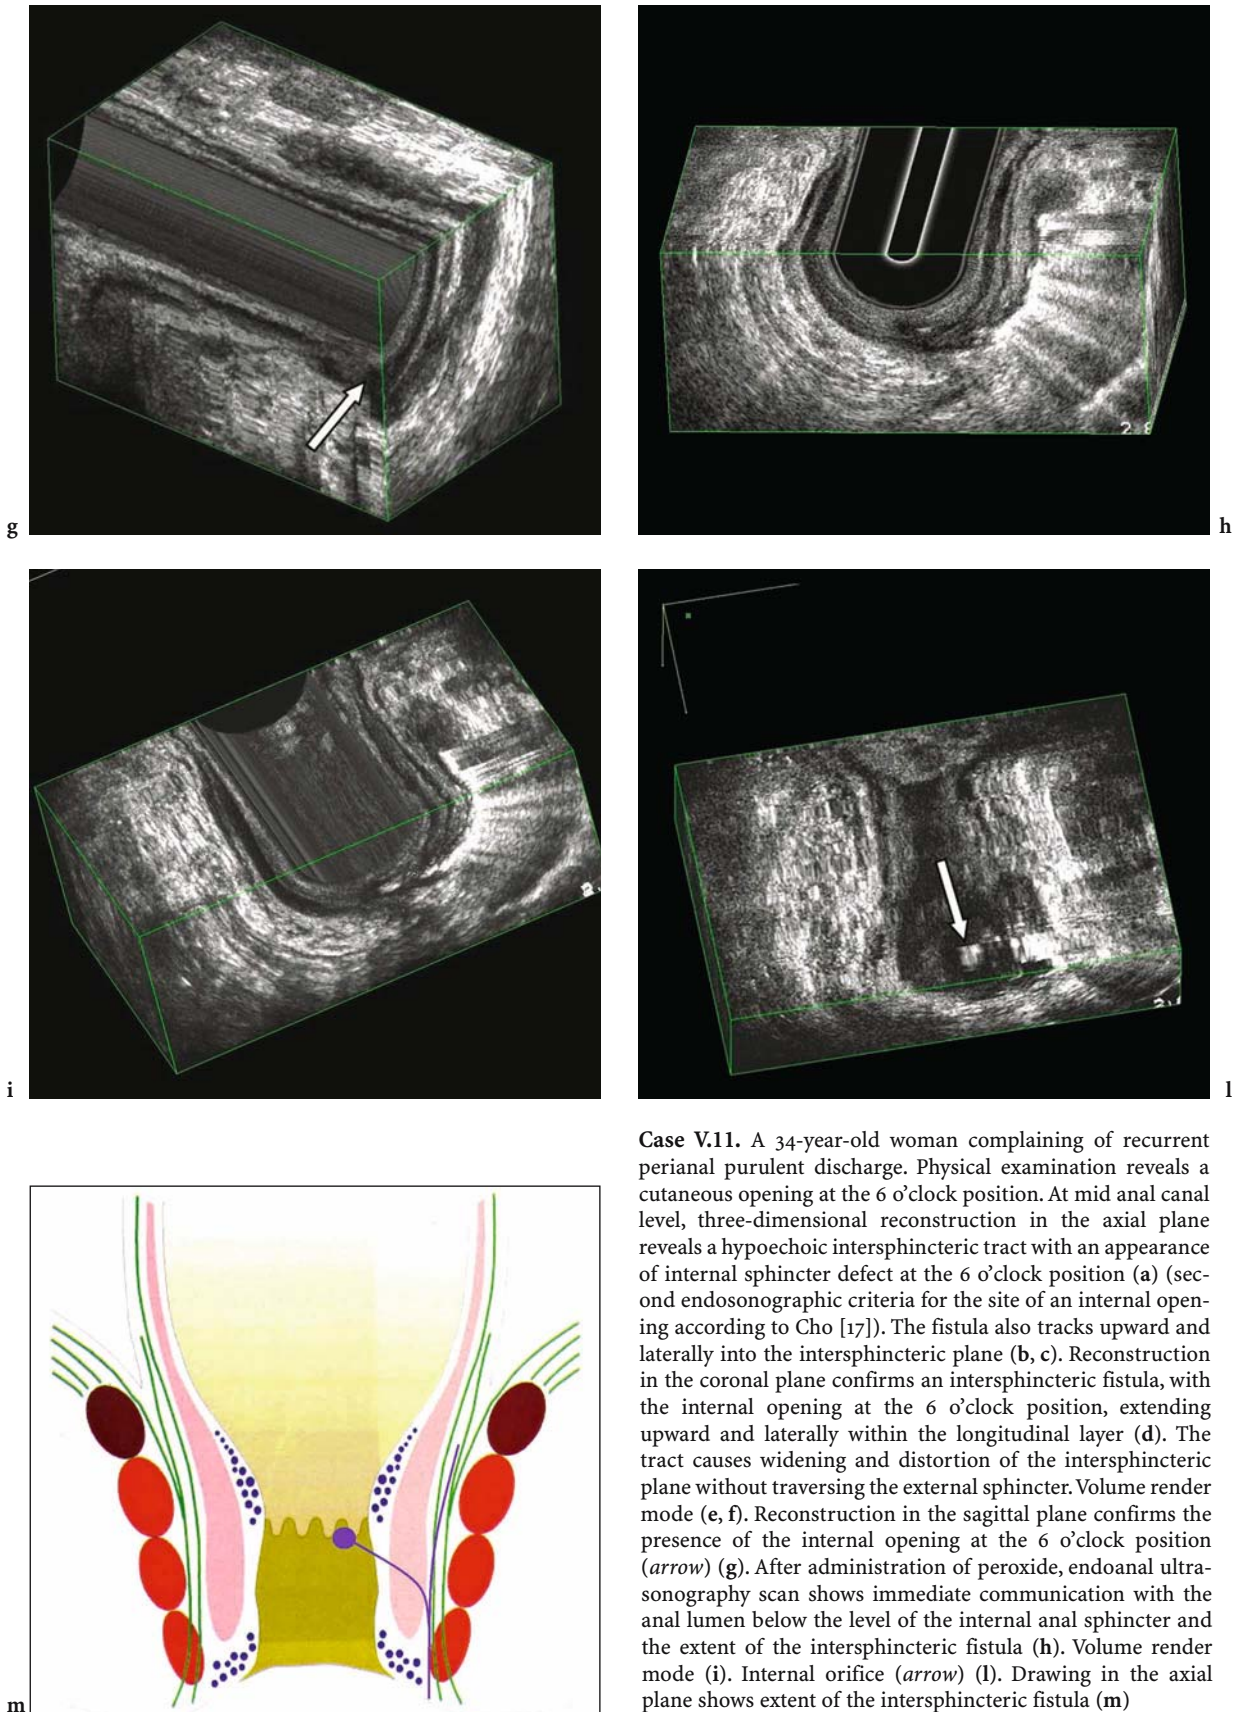 g
h
i
l
Case V.11. A 34-year-old woman complaining of recurrent
perianal purulent discharge. Physical examination reveals a
cutaneous opening at the 6 o’clock position. At mid anal canal
level, three-dimensional reconstruction in the axial plane
reveals a hypoechoic intersphincteric tract with an appearance
of internal sphincter defect at the 6 o’clock position (a) (sec-
ond endosonographic criteria for the site of an internal open-
ing according to Cho [17]). The fistula also tracks upward and
laterally into the intersphincteric plane (b, c). Reconstruction
in the coronal plane confirms an intersphincteric fistula, with
the internal opening at the 6 o’clock position, extending
upward and laterally within the longitudinal layer (d). The
tract causes widening and distortion of the intersphincteric
plane without traversing the external sphincter. Volume render
mode (e, f). Reconstruction in the sagittal plane confirms the
presence of the internal opening at the 6 o’clock position
(arrow) (g). After administration of peroxide, endoanal ultra-
sonography scan shows immediate communication with the
anal lumen below the level of the internal anal sphincter and
the extent of the intersphincteric fistula (h). Volume render
mode (i). Internal orifice (arrow) (l). Drawing in the axial
plane shows extent of the intersphincteric fistula (m)
m